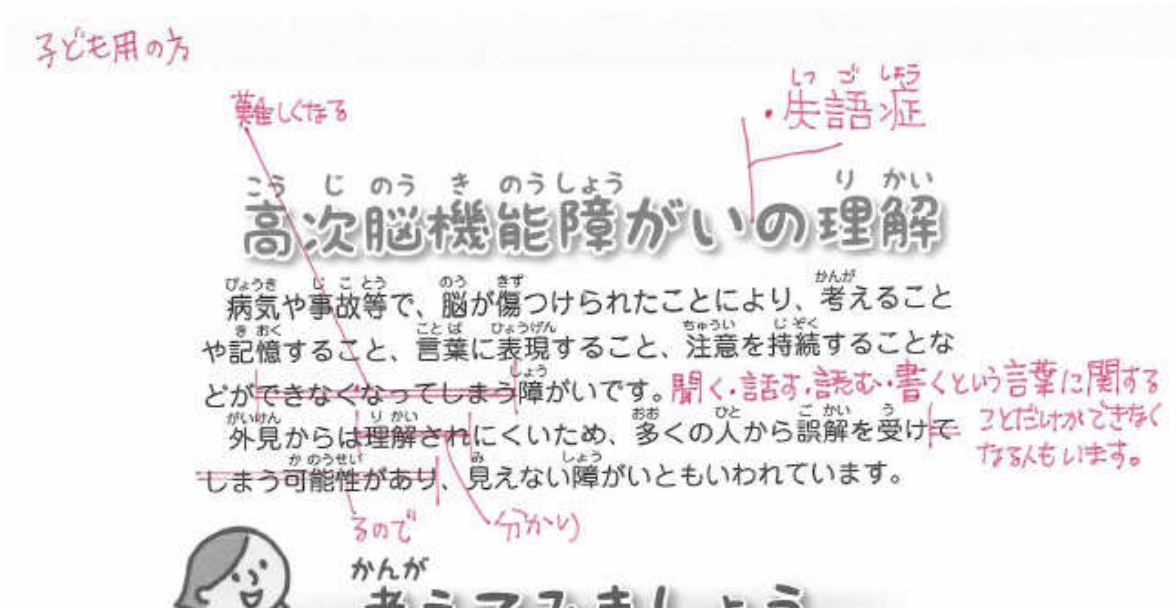 子ども用の方
難しくなる
しつ ご しょう
・失語症
こう じ のう き のう しょう り かい
高次脳機能障がいの理解
びょうき じ こ とう のう きず かんが
病気や事故等で、脳が傷つけられたことにより、考えること
き おく こと ば ひょうげん ちゅうい じ ぞく
や記憶すること、言葉に表現すること、注意を持続することな
しょう
どができなくなってしまう障がいです。聞く・話す・読む・書くという言葉に関する
ことだけができなく
なる人もいます。
がいけん り かい おお ひと ご かい う
外見からは理解されにくいため、多くの人から誤解を受けて
か のうせい み しょう
しまう可能性があり、見えない障がいともいわれています。
るので
分かり
かんが
考えてみましょう